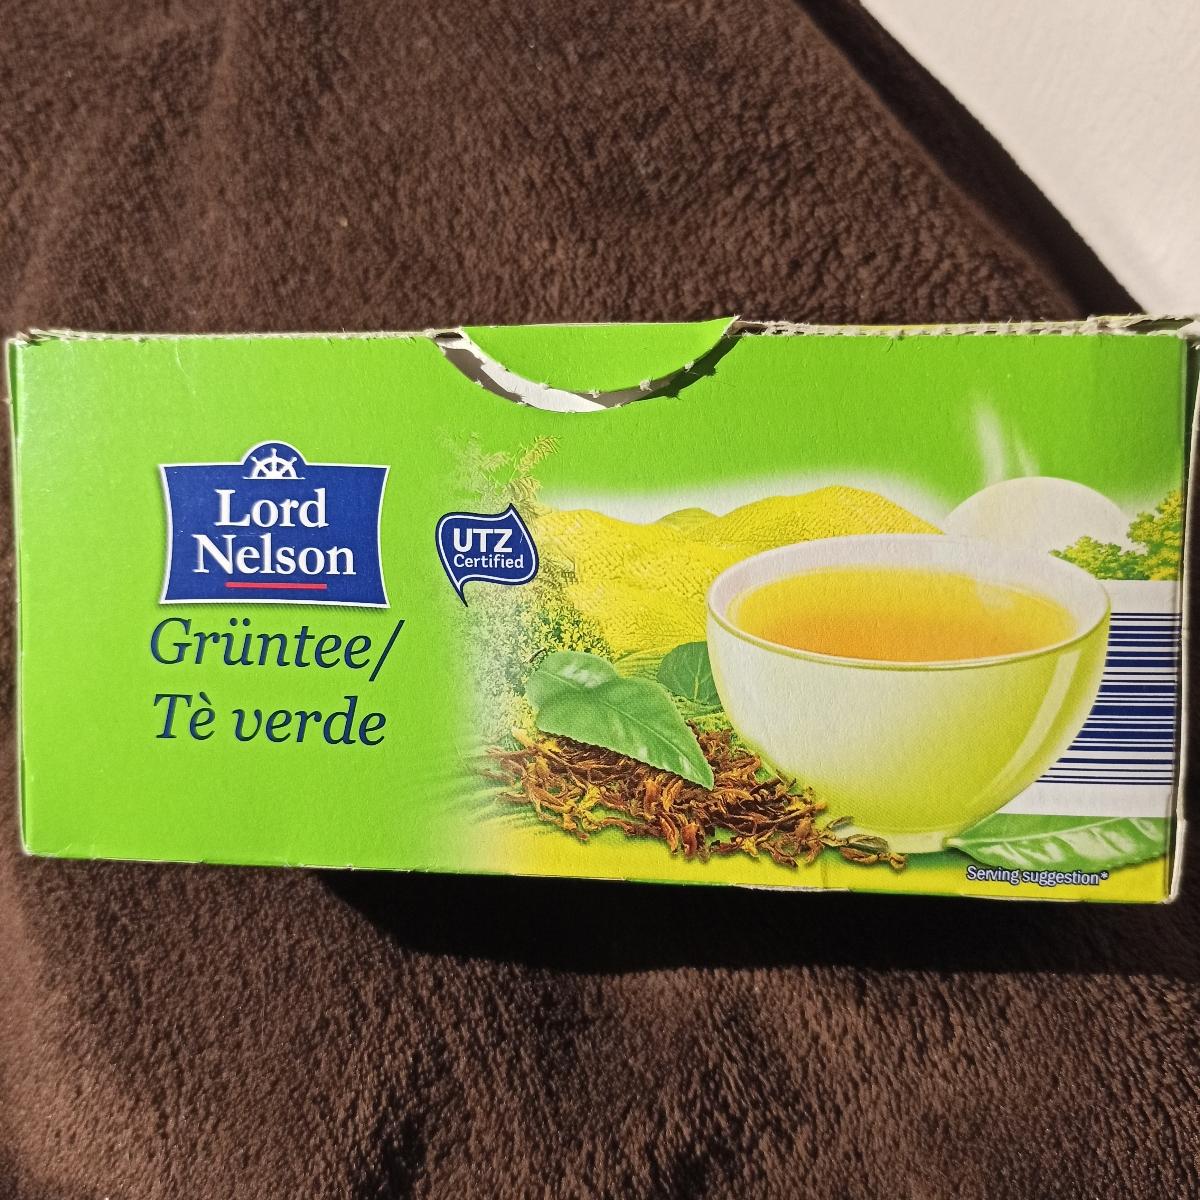 Lord
Nelson
UTZ
Certified
Grüntee/
Tè verde
Serving suggestion*